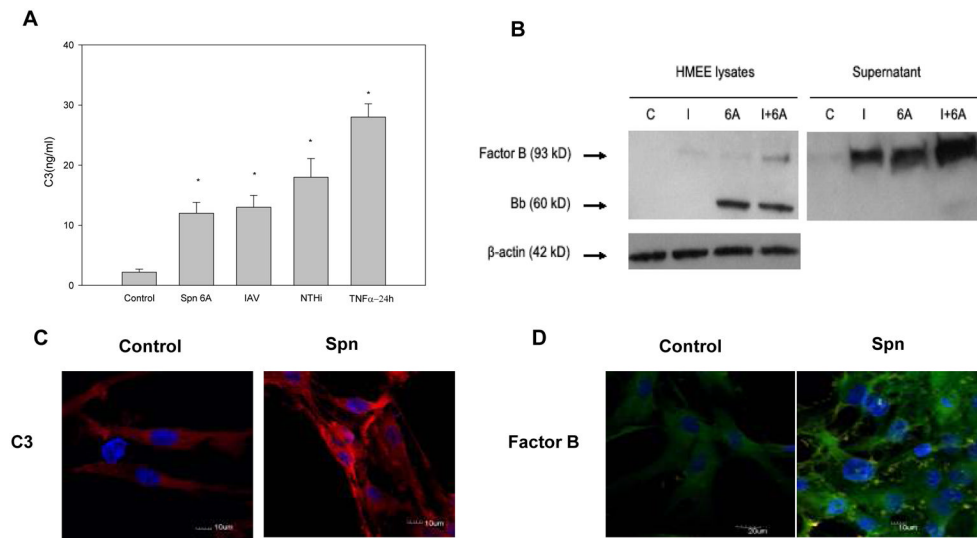 A
40
30
20
10
0
C3(ng/ml)
*
*
*
*
Control Spn 6A IAV NTHi TNFα-24h
B
HMEE lysates Supernatant
C I 6A I+6A C I 6A I+6A
Factor B (93 kD)
Bb (60 kD)
β-actin (42 kD)
C
Control Spn
C3
10um 10um
D
Control Spn
Factor B
20um 10um